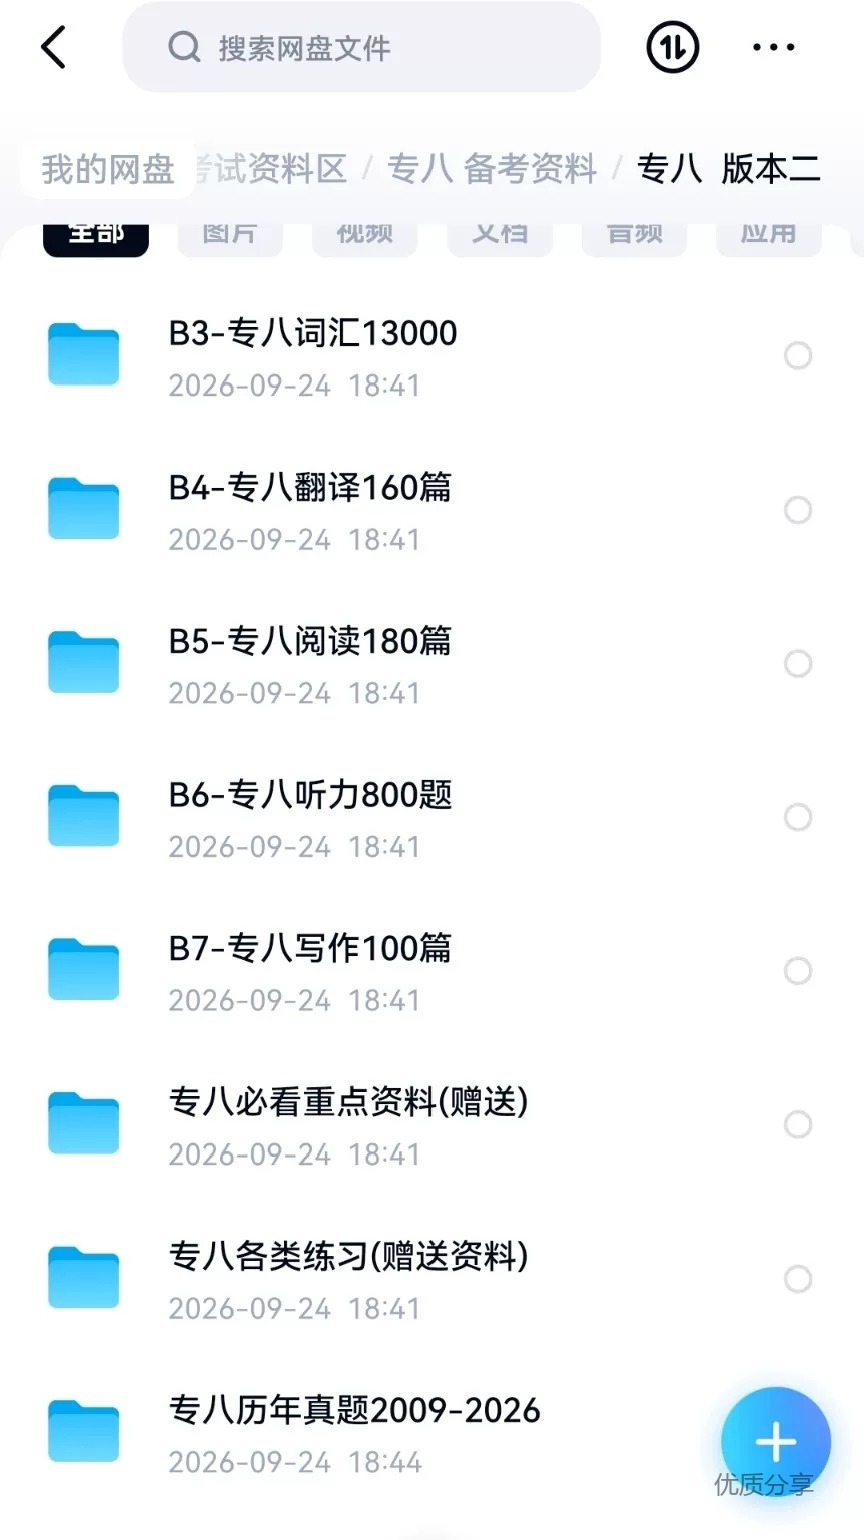 搜索网盘文件
我的网盘 考试资料区 / 专八 备考资料 / 专八 版本二
全部 图片 视频 文档 音频 应用
B3-专八词汇13000
2026-09-24 18:41
B4-专八翻译160篇
2026-09-24 18:41
B5-专八阅读180篇
2026-09-24 18:41
B6-专八听力800题
2026-09-24 18:41
B7-专八写作100篇
2026-09-24 18:41
专八必看重点资料(赠送)
2026-09-24 18:41
专八各类练习(赠送资料)
2026-09-24 18:41
专八历年真题2009-2026
2026-09-24 18:44
优质分享